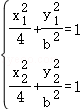 x₁²/4 + y₁²/b² = 1
x₂²/4 + y₂²/b² = 1